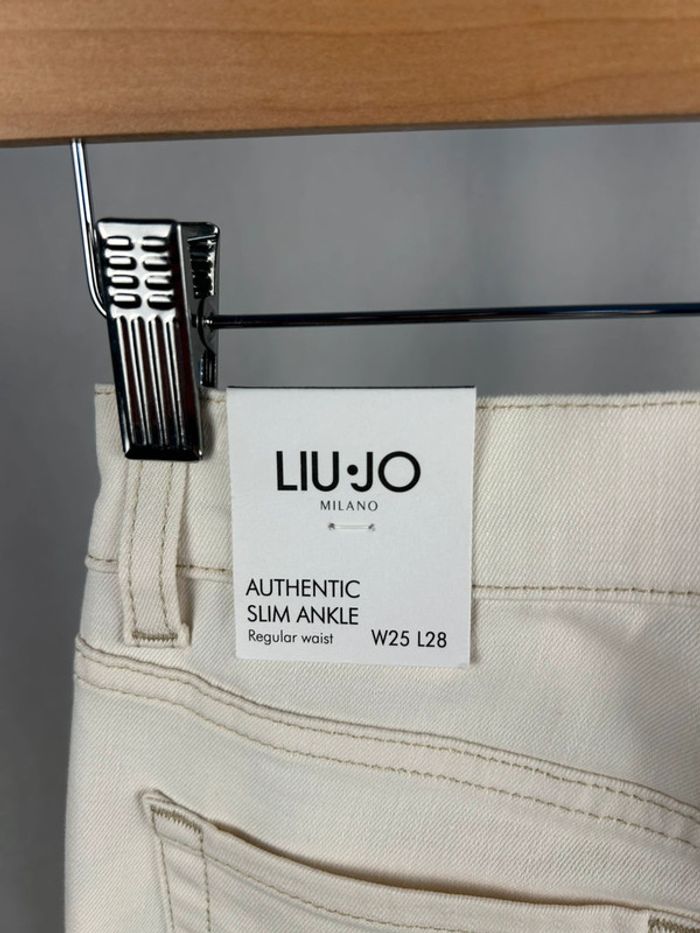 LIU·JO
MILANO
AUTHENTIC
SLIM ANKLE
Regular waist W25 L28